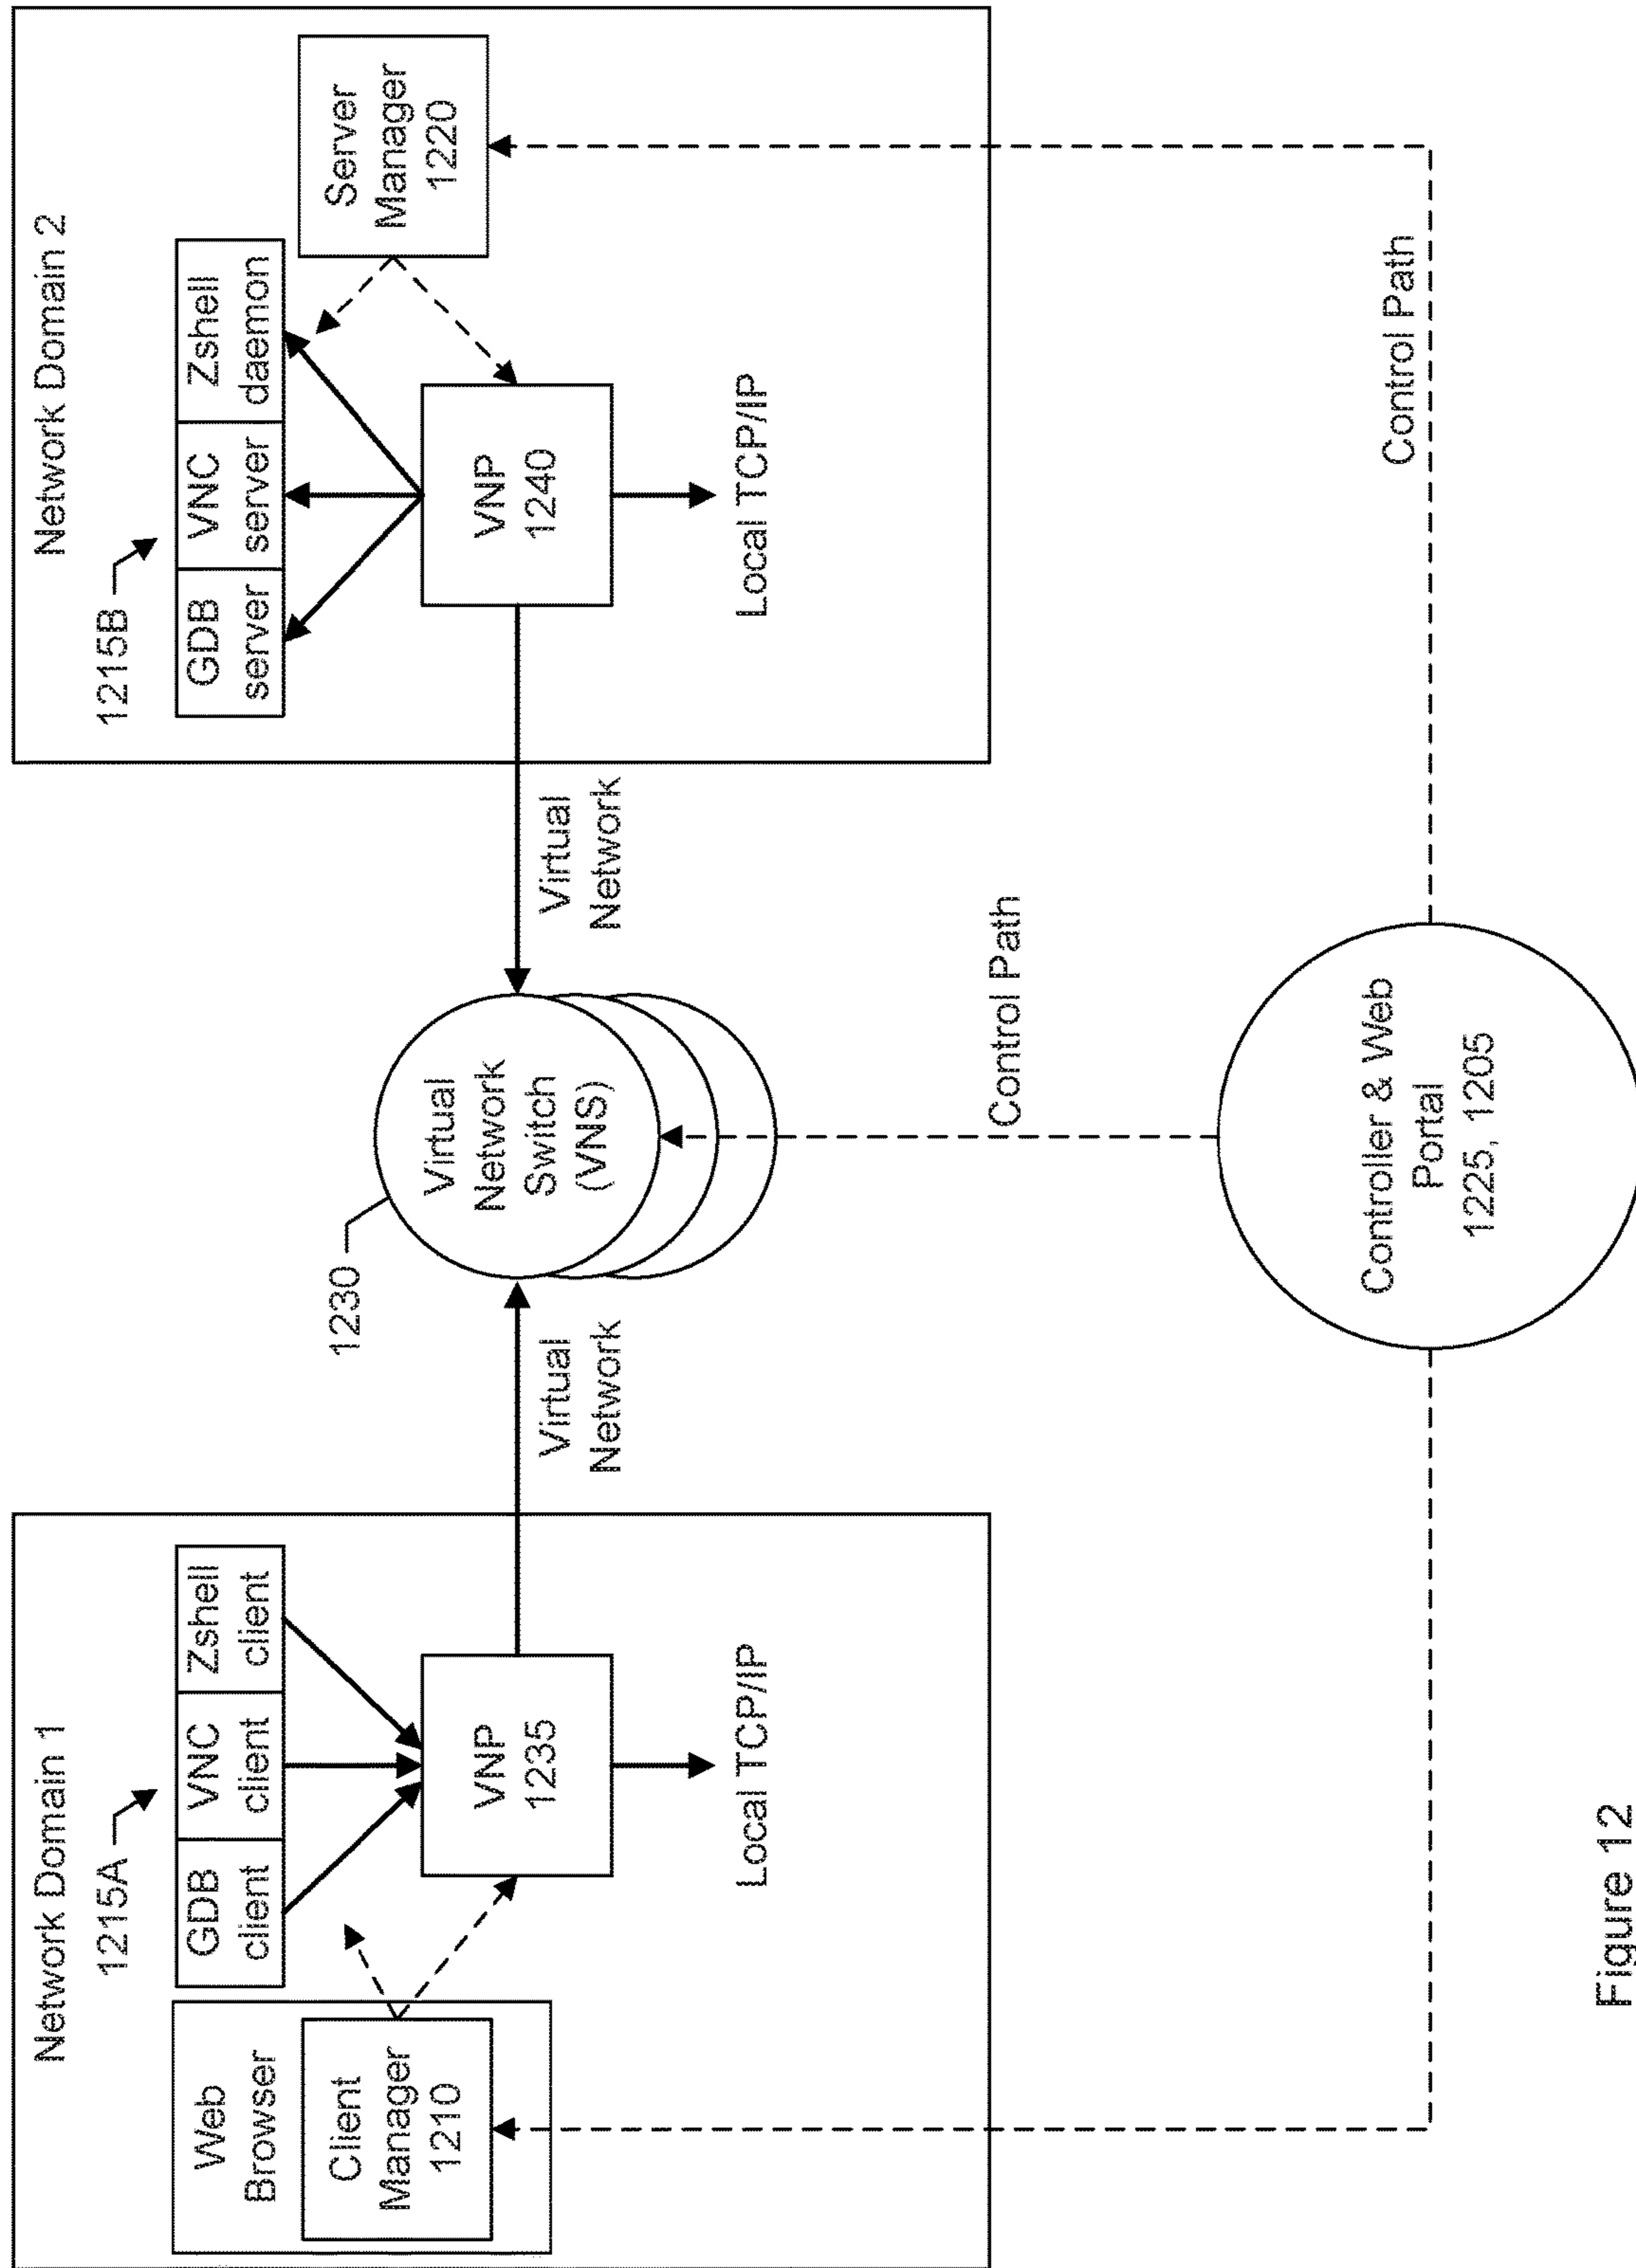 Network Domain 1
1215A
Web
Browser
Client
Manager
1210
GDB
client
VNC
client
Zshell
client
VNP
1235
Local TCP/IP
Virtual
Network
1230
Virtual
Network
Switch
(VNS)
Virtual
Network
Network Domain 2
1215B
GDB
server
VNC
server
Zshell
daemon
Server
Manager
1220
VNP
1240
Local TCP/IP
Control Path
Control Path
Controller & Web
Portal
1225, 1205
Figure 12